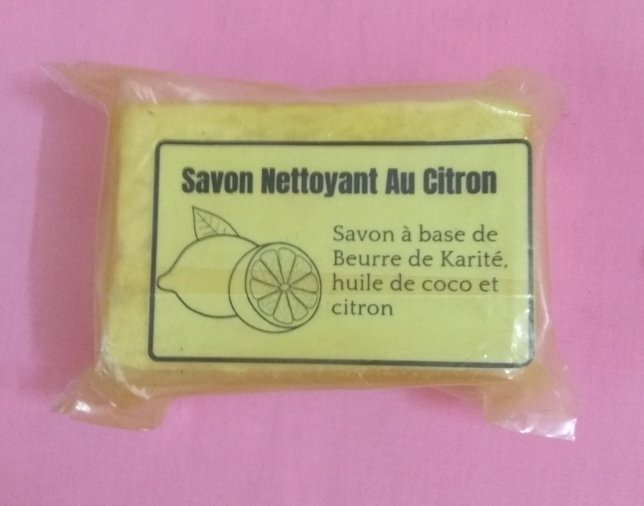 Savon Nettoyant Au Citron
Savon à base de
Beurre de Karité,
huile de coco et
citron